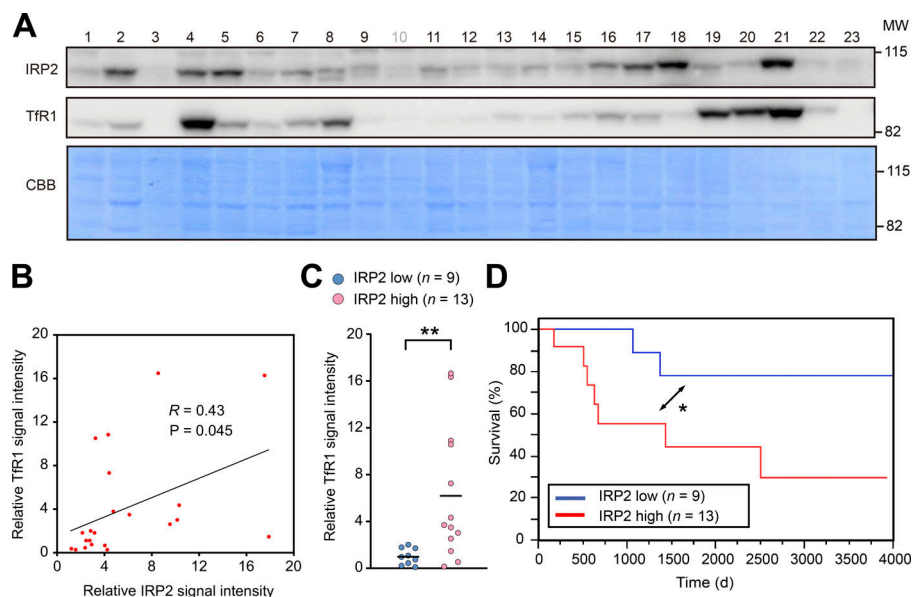 A
1 2 3 4 5 6 7 8 9 10 11 12 13 14 15 16 17 18 19 20 21 22 23
MW
IRP2
115
TfR1
82
CBB
115
82
B
20
16
12
8
4
0
0 4 8 12 16 20
Relative TfR1 signal intensity
Relative IRP2 signal intensity
R = 0.43
P = 0.045
C
IRP2 low (n = 9)
IRP2 high (n = 13)
**
20
16
12
8
4
0
Relative TfR1 signal intensity
D
100
80
60
40
20
0
Survival (%)
*
IRP2 low (n = 9)
IRP2 high (n = 13)
0 500 1000 1500 2000 2500 3000 3500 4000
Time (d)